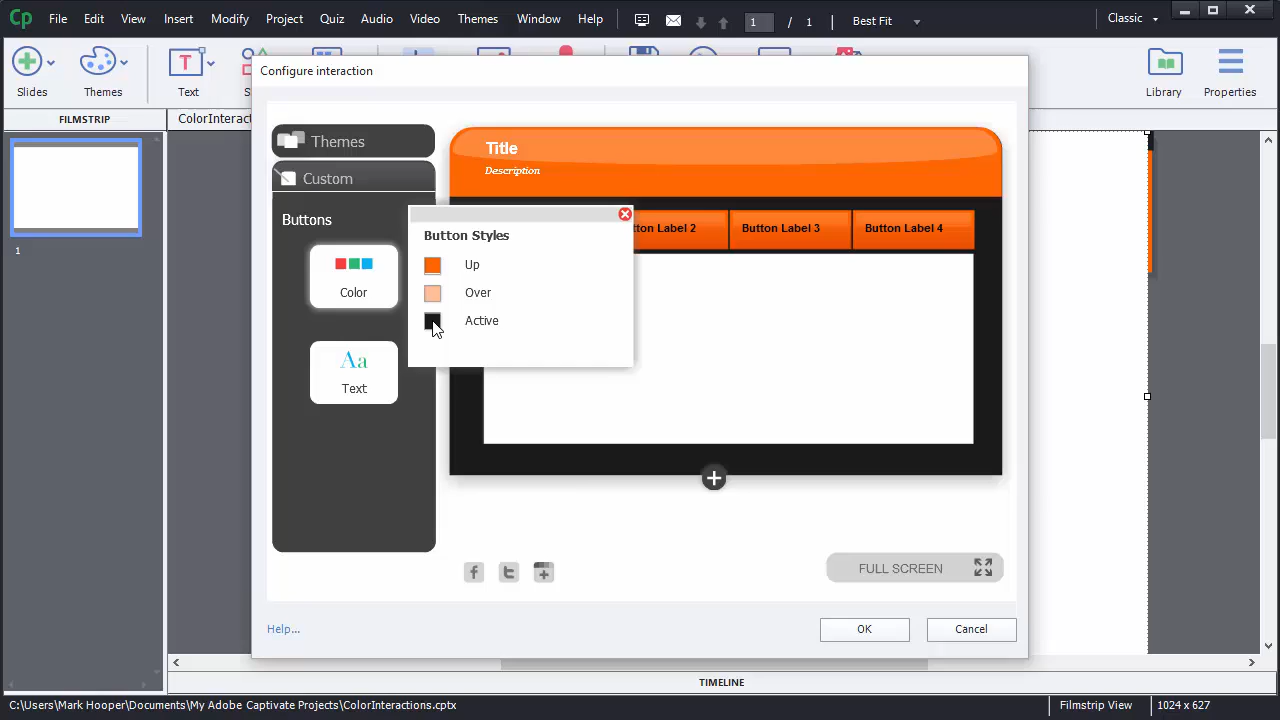 Cp File Edit View Insert Modify Project Quiz Audio Video Themes Window Help 1 / 1 Best Fit Classic
Slides Themes Text S Library Properties
FILMSTRIP ColorInteract
Configure interaction
Themes
Custom
Buttons
Color
Aa
Text
Title
Description
tton Label 2 Button Label 3 Button Label 4
Button Styles
Up
Over
Active
1
FULL SCREEN
Help...
OK Cancel
TIMELINE
C:\Users\Mark Hooper\Documents\My Adobe Captivate Projects\ColorInteractions.cptx Filmstrip View 1024 x 627